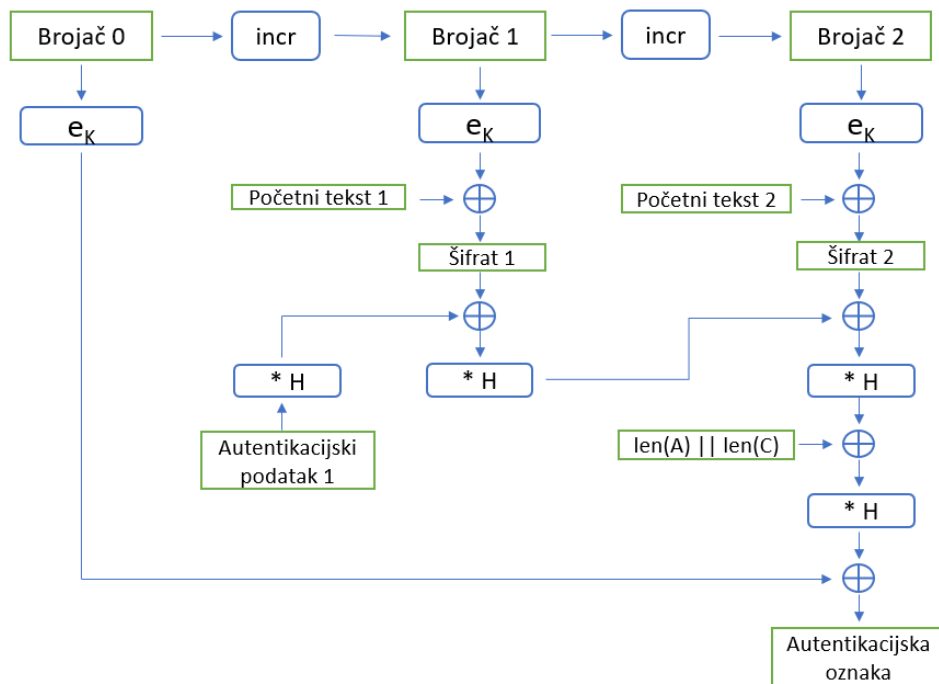 Brojač 0
incr
Brojač 1
incr
Brojač 2
eK
eK
eK
Početni tekst 1
Početni tekst 2
Šifrat 1
Šifrat 2
* H
* H
* H
Autentikacijski
podatak 1
len(A) || len(C)
* H
Autentikacijska
oznaka